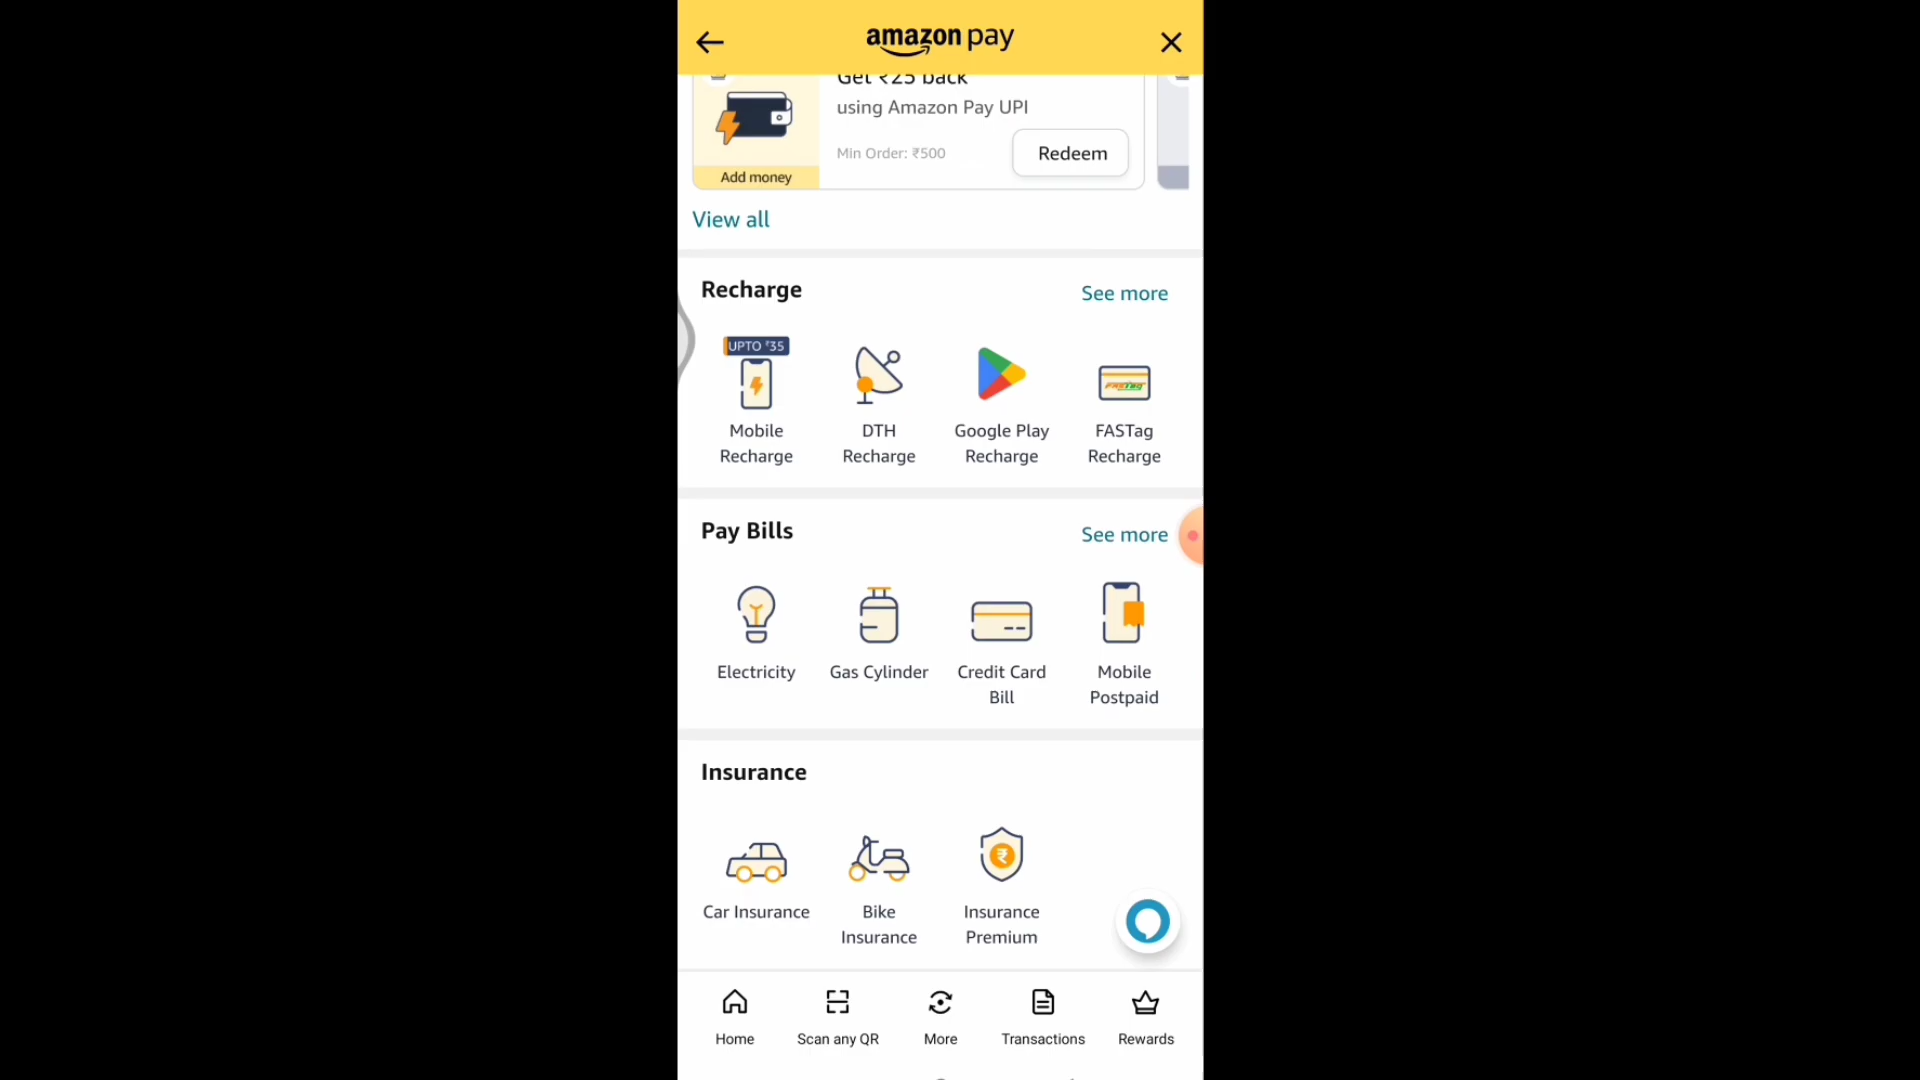 amazon pay
Get ₹25 back
using Amazon Pay UPI
Min Order: ₹500
Redeem
Add money
View all
Recharge
See more
UPTO ₹35
Mobile
Recharge
DTH
Recharge
Google Play
Recharge
FASTag
Recharge
FASTag
Pay Bills
See more
Electricity
Gas Cylinder
Credit Card
Bill
Mobile
Postpaid
Insurance
Car Insurance
Bike
Insurance
Insurance
Premium
Home
Scan any QR
More
Transactions
Rewards